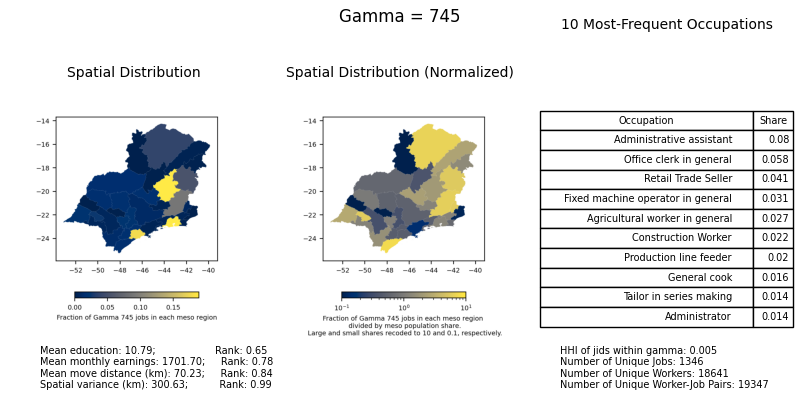 Gamma = 745
10 Most-Frequent Occupations
Spatial Distribution
Spatial Distribution (Normalized)
−14
−16
−18
−20
−22
−24
−52 −50 −48 −46 −44 −42 −40
0.00 0.05 0.10 0.15
Fraction of Gamma 745 jobs in each meso region
−14
−16
−18
−20
−22
−24
−52 −50 −48 −46 −44 −42 −40
10⁻¹ 10⁰ 10¹
Fraction of Gamma 745 jobs in each meso region
divided by meso population share.
Large and small shares recoded to 10 and 0.1, respectively.
Occupation Share
Administrative assistant 0.08
Office clerk in general 0.058
Retail Trade Seller 0.041
Fixed machine operator in general 0.031
Agricultural worker in general 0.027
Construction Worker 0.022
Production line feeder 0.02
General cook 0.016
Tailor in series making 0.014
Administrator 0.014
Mean education: 10.79; Rank: 0.65
Mean monthly earnings: 1701.70; Rank: 0.78
Mean move distance (km): 70.23; Rank: 0.84
Spatial variance (km): 300.63; Rank: 0.99
HHI of jids within gamma: 0.005
Number of Unique Jobs: 1346
Number of Unique Workers: 18641
Number of Unique Worker-Job Pairs: 19347